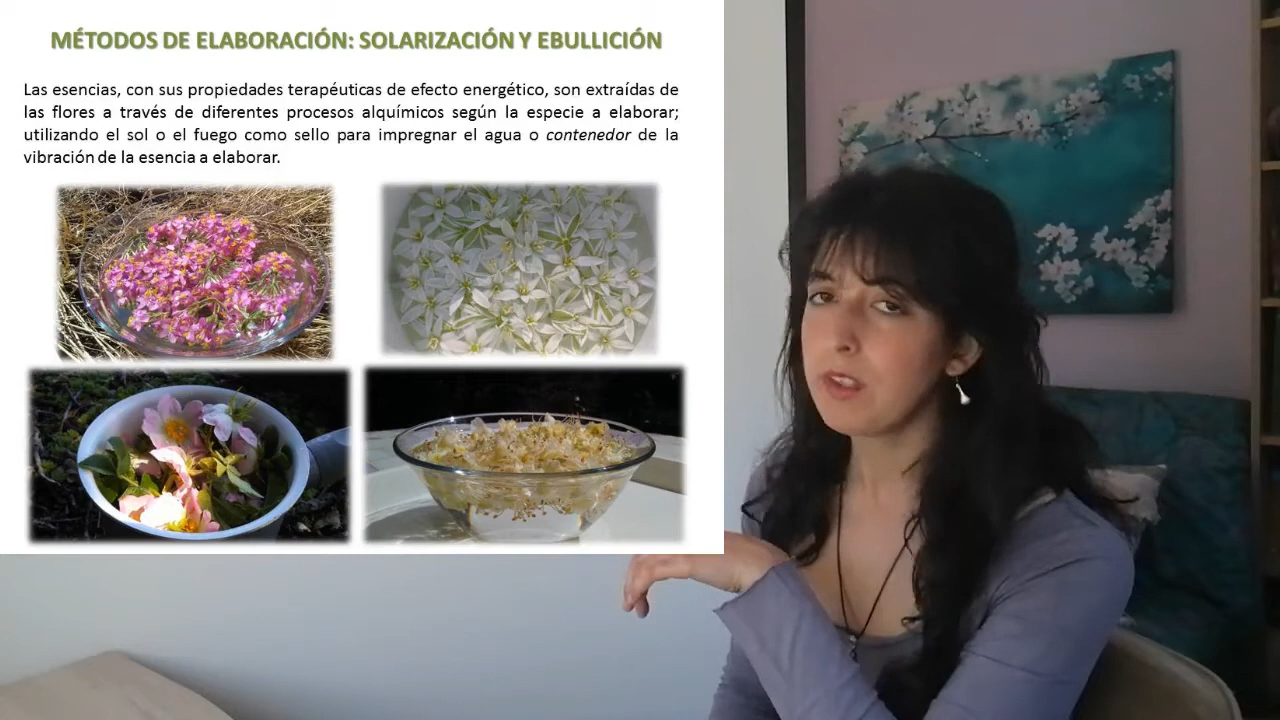 MÉTODOS DE ELABORACIÓN: SOLARIZACIÓN Y EBULLICIÓN
Las esencias, con sus propiedades terapéuticas de efecto energético, son extraídas de
las flores a través de diferentes procesos alquímicos según la especie a elaborar;
utilizando el sol o el fuego como sello para impregnar el agua o contenedor de la
vibración de la esencia a elaborar.